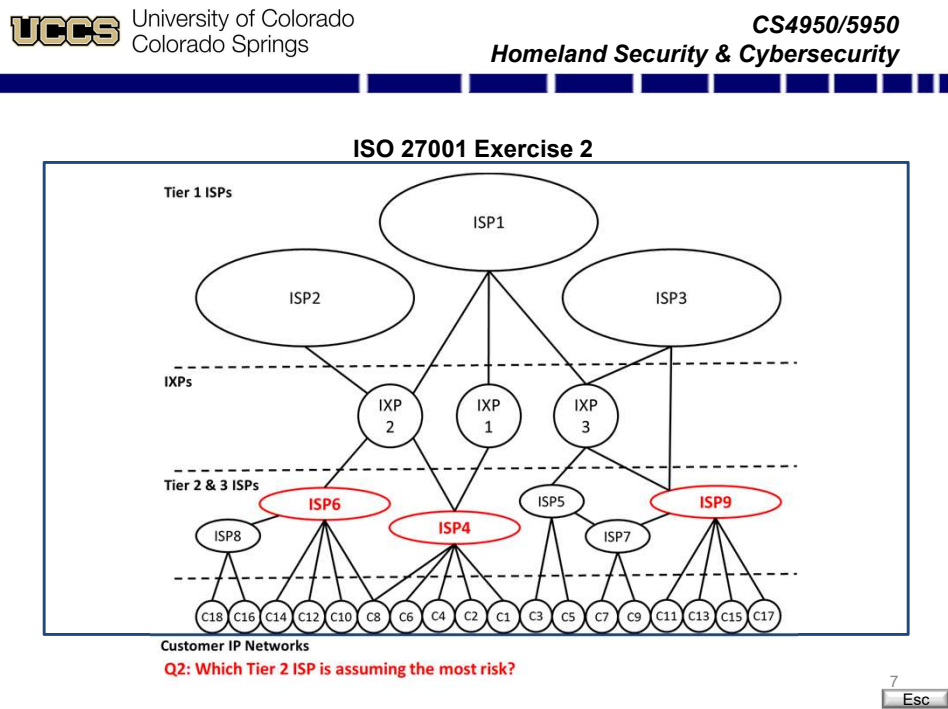 UCCS University of Colorado
Colorado Springs
CS4950/5950
Homeland Security & Cybersecurity
ISO 27001 Exercise 2
Tier 1 ISPs
ISP1
ISP2
ISP3
IXPs
IXP
2
IXP
1
IXP
3
Tier 2 & 3 ISPs
ISP6
ISP4
ISP5
ISP9
ISP8
ISP7
C18 C16 C14 C12 C10 C8 C6 C4 C2 C1 C3 C5 C7 C9 C11 C13 C15 C17
Customer IP Networks
Q2: Which Tier 2 ISP is assuming the most risk?
7
Esc